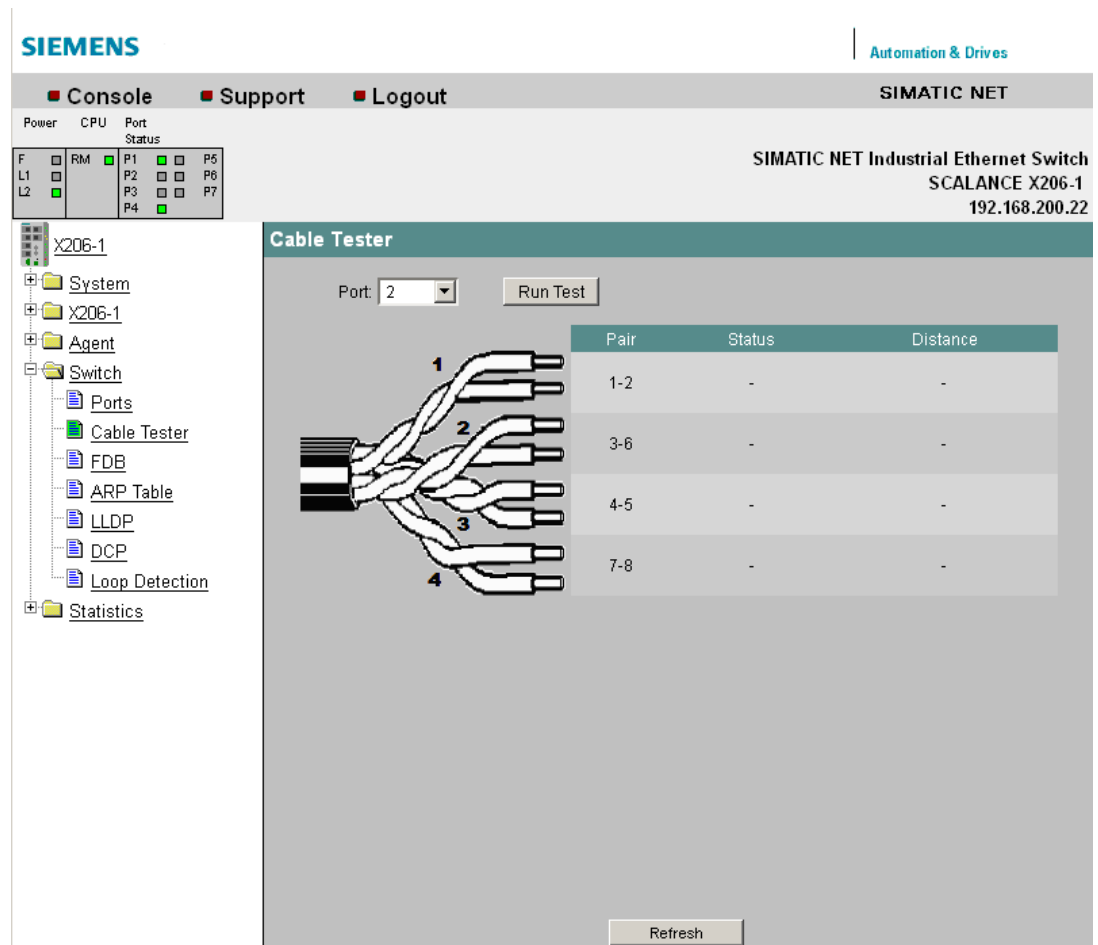 SIEMENS
Automation & Drives
Console Support Logout SIMATIC NET
Power CPU Port
Status
F RM P1 P5
L1 P2 P6
L2 P3 P7
P4
SIMATIC NET Industrial Ethernet Switch
SCALANCE X206-1
192.168.200.22
X206-1
System
X206-1
Agent
Switch
Ports
Cable Tester
FDB
ARP Table
LLDP
DCP
Loop Detection
Statistics
Cable Tester
Port: 2 Run Test
Pair Status Distance
1
1-2 - -
2
3-6 - -
4-5 - -
3
7-8 - -
4
Refresh